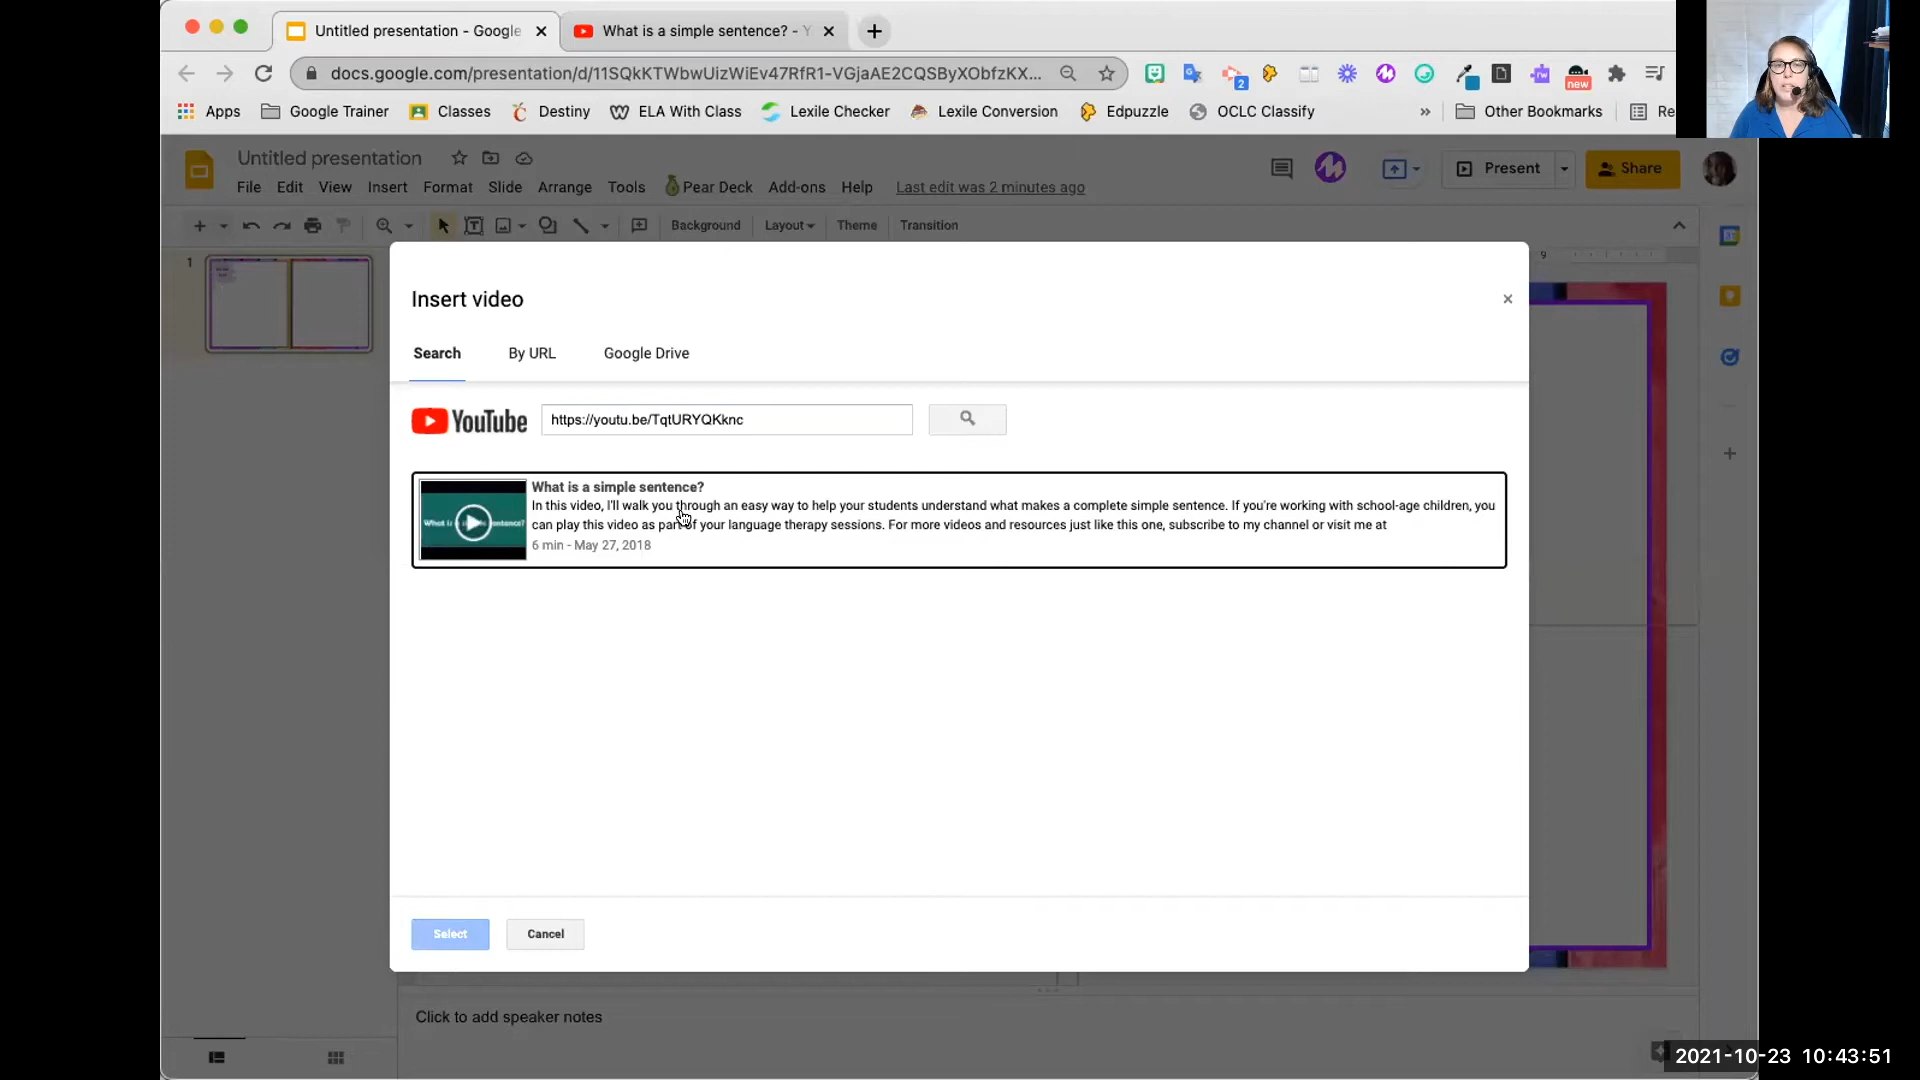 Untitled presentation - Google
What is a simple sentence? - Y
docs.google.com/presentation/d/11SQkKTWbwUizWiEv47RfR1-VGjaAE2CQSByXObfzKX...
2
new
Apps
Google Trainer
Classes
Destiny
ELA With Class
Lexile Checker
Lexile Conversion
Edpuzzle
OCLC Classify
»
Other Bookmarks
Re
Untitled presentation
Present
Share
File Edit View Insert Format Slide Arrange Tools Pear Deck Add-ons Help Last edit was 2 minutes ago
Background Layout Theme Transition
1
9
Insert video
Search By URL Google Drive
YouTube
https://youtu.be/TqtURYQKknc
What is a simple sentence?
In this video, I'll walk you through an easy way to help your students understand what makes a complete simple sentence. If you're working with school-age children, you
can play this video as part of your language therapy sessions. For more videos and resources just like this one, subscribe to my channel or visit me at
6 min - May 27, 2018
Select
Cancel
Click to add speaker notes
2021-10-23 10:43:51